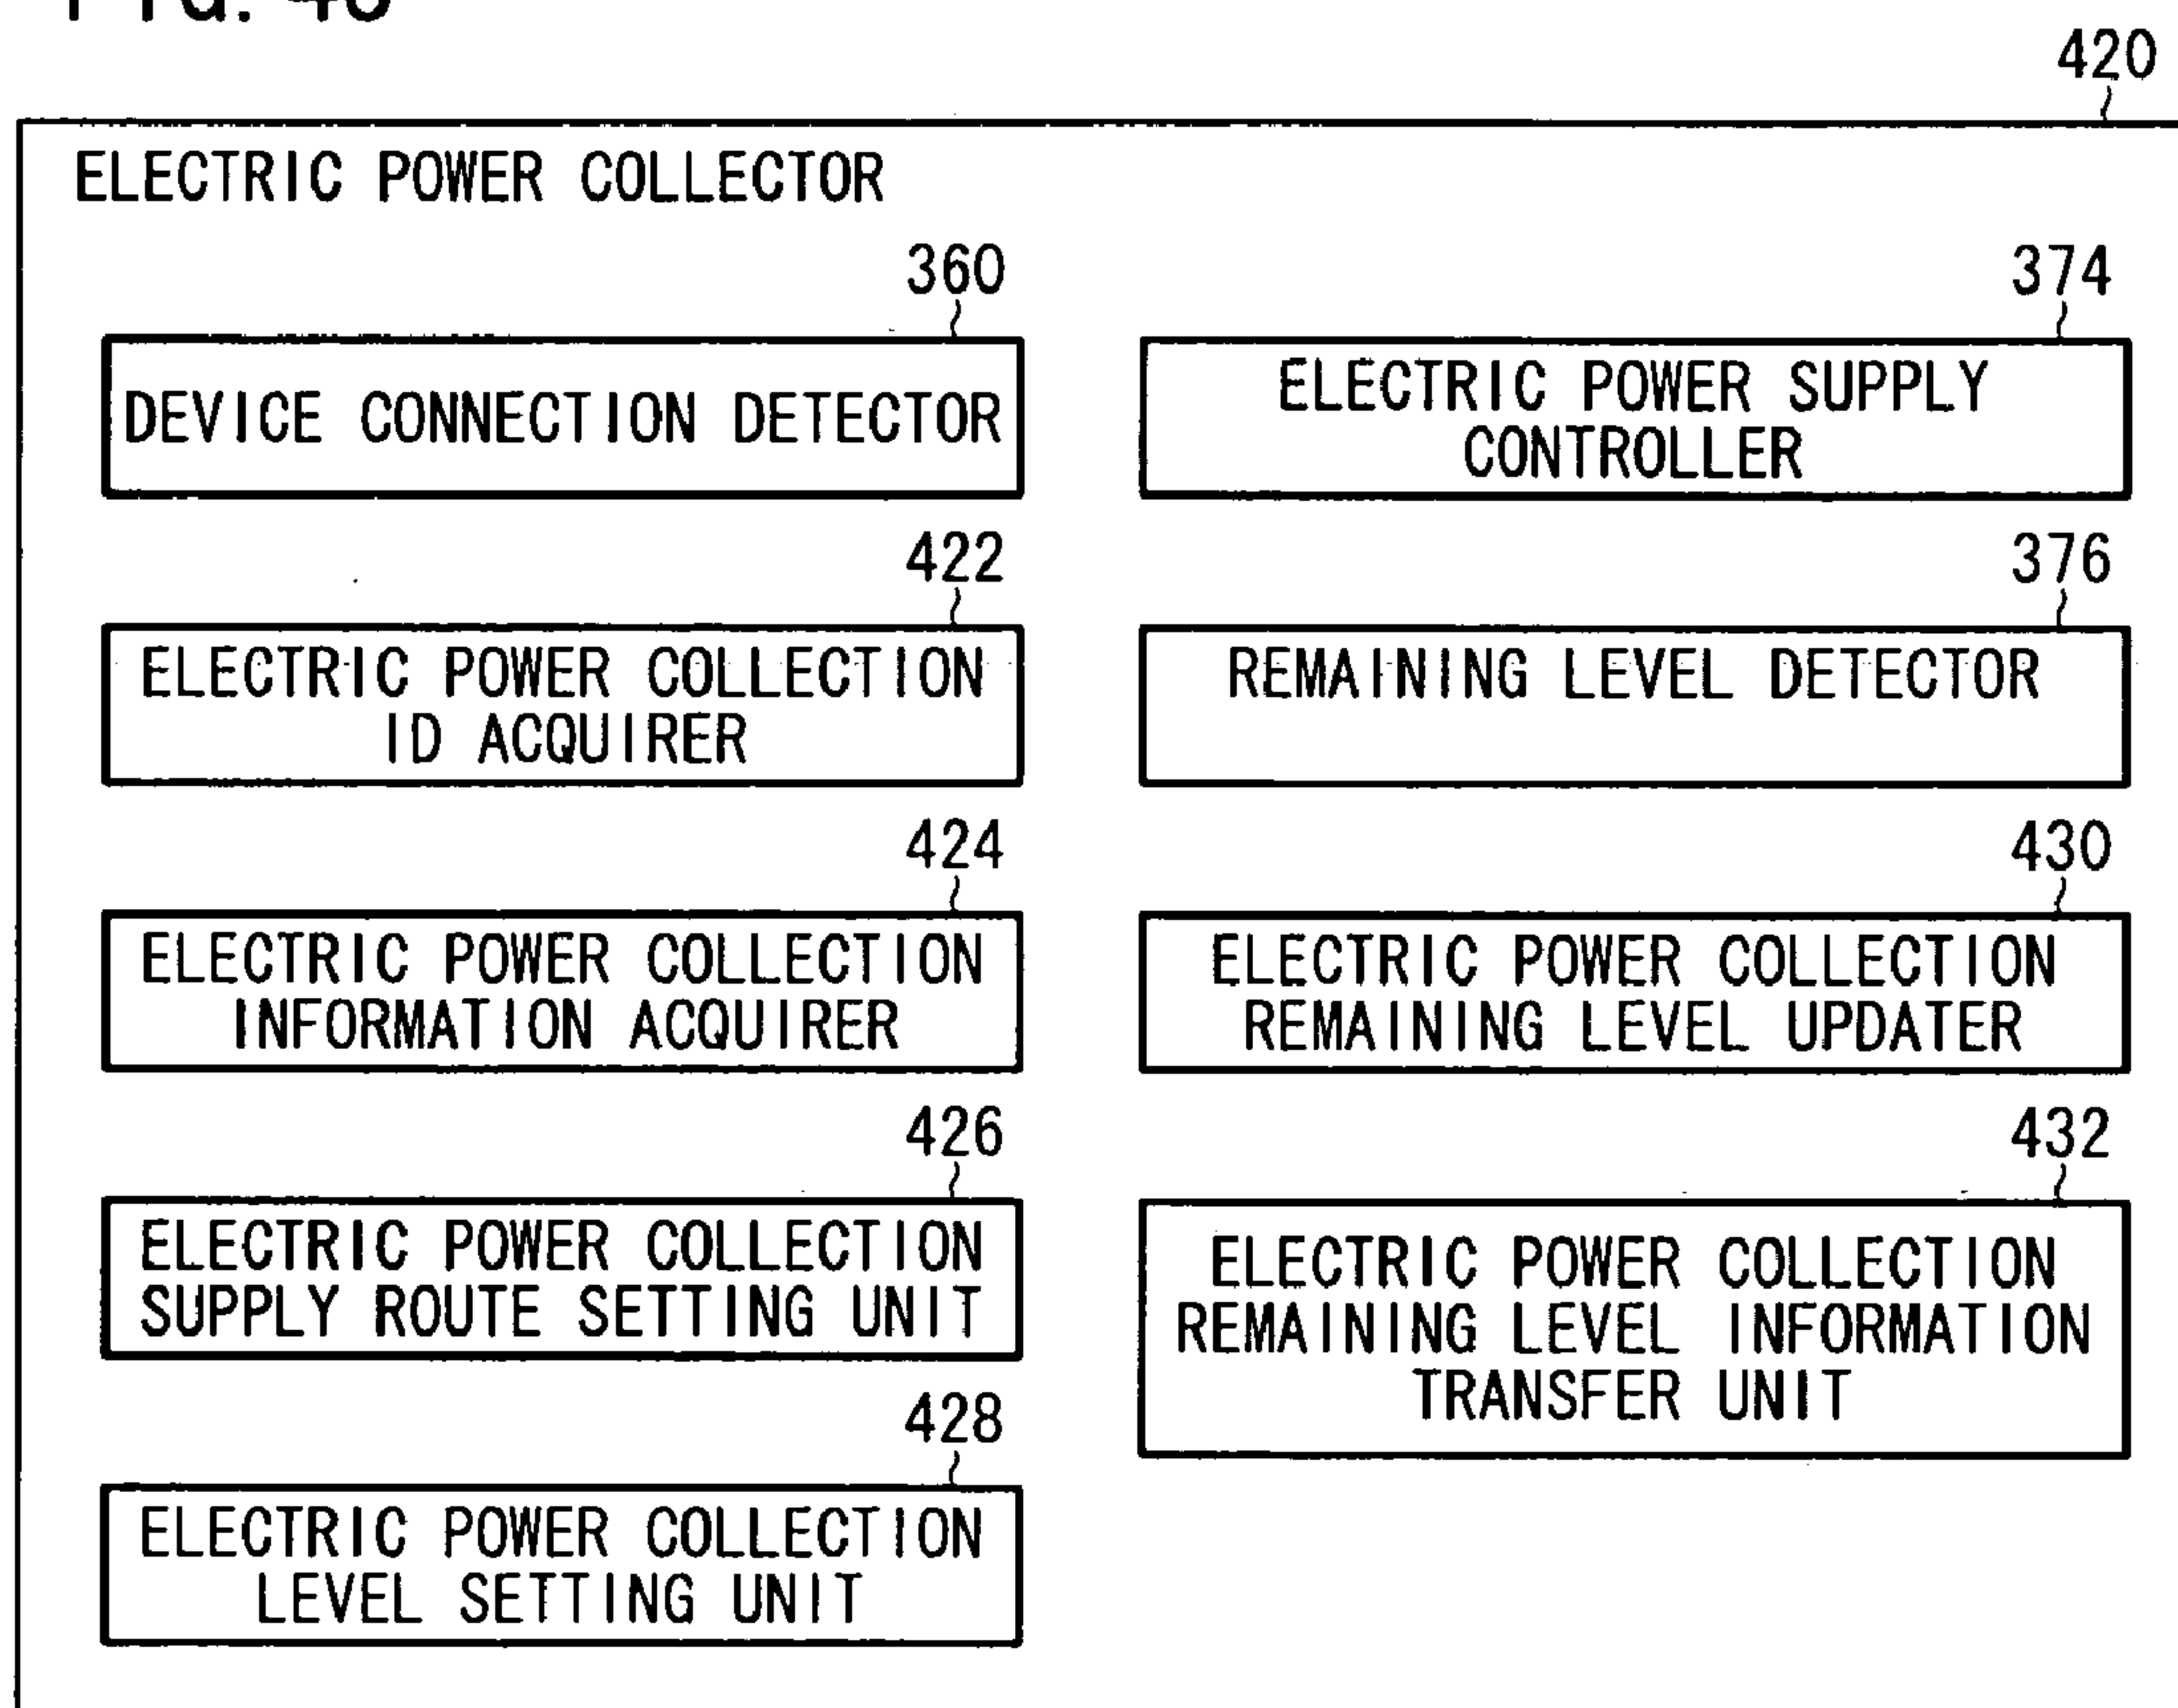 FIG. 43
420
ELECTRIC POWER COLLECTOR
360
DEVICE CONNECTION DETECTOR
422
ELECTRIC POWER COLLECTION
ID ACQUIRER
424
ELECTRIC POWER COLLECTION
INFORMATION ACQUIRER
426
ELECTRIC POWER COLLECTION
SUPPLY ROUTE SETTING UNIT
428
ELECTRIC POWER COLLECTION
LEVEL SETTING UNIT
374
ELECTRIC POWER SUPPLY
CONTROLLER
376
REMAINING LEVEL DETECTOR
430
ELECTRIC POWER COLLECTION
REMAINING LEVEL UPDATER
432
ELECTRIC POWER COLLECTION
REMAINING LEVEL INFORMATION
TRANSFER UNIT